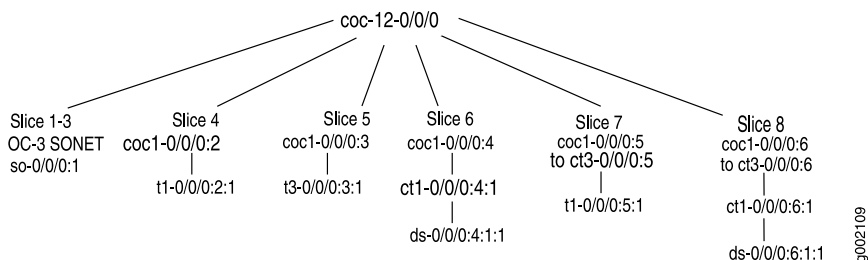 coc-12-0/0/0
Slice 1-3
OC-3 SONET
so-0/0/0:1
Slice 4
coc1-0/0/0:2
t1-0/0/0:2:1
Slice 5
coc1-0/0/0:3
t3-0/0/0:3:1
Slice 6
coc1-0/0/0:4
ct1-0/0/0:4:1
ds-0/0/0:4:1:1
Slice 7
coc1-0/0/0:5
to ct3-0/0/0:5
t1-0/0/0:5:1
Slice 8
coc1-0/0/0:6
to ct3-0/0/0:6
ct1-0/0/0:6:1
ds-0/0/0:6:1:1
g002109